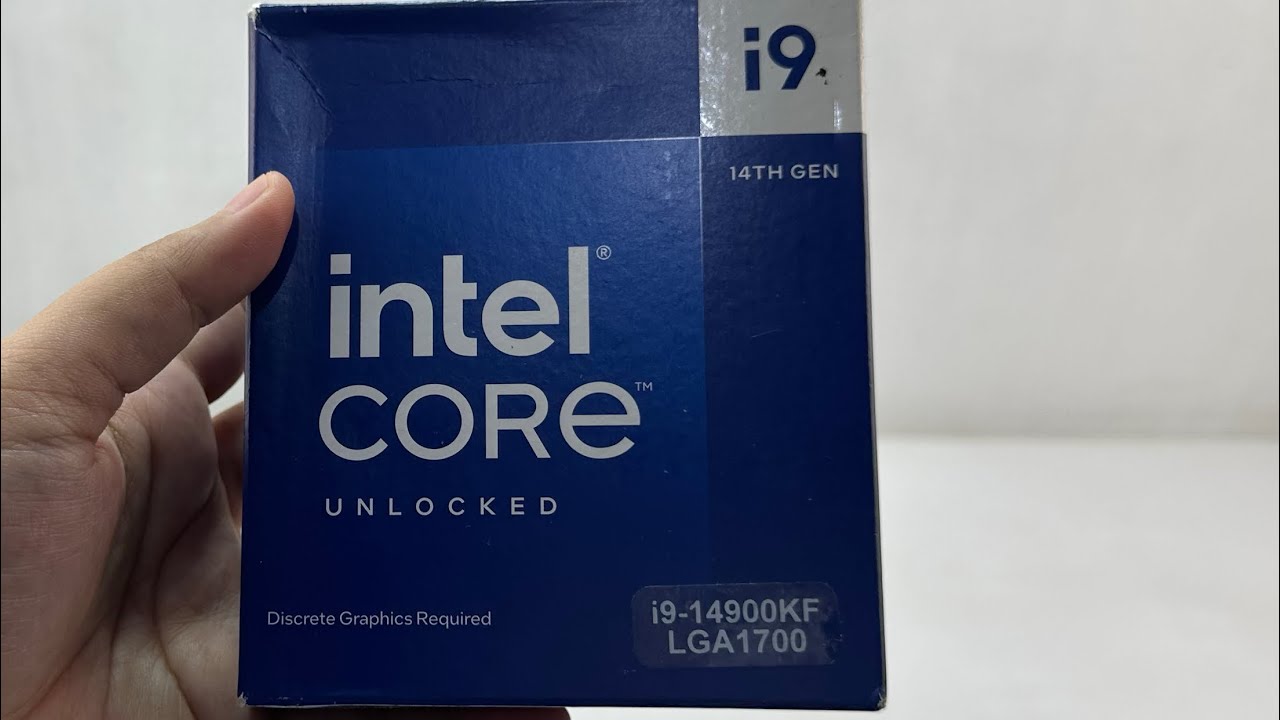 i9
14TH GEN
intel®
CORe™
UNLOCKED
Discrete Graphics Required
i9-14900KF
LGA1700